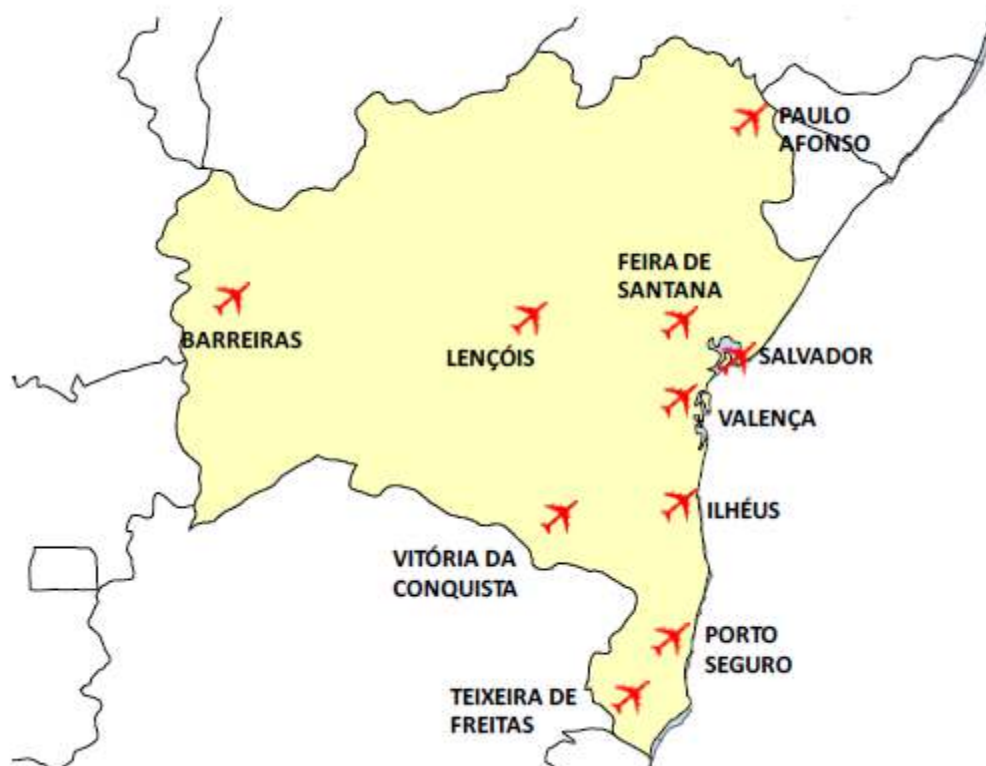 PAULO
AFONSO
FEIRA DE
SANTANA
BARREIRAS
LENÇÓIS
SALVADOR
VALENÇA
ILHÉUS
VITÓRIA DA
CONQUISTA
PORTO
SEGURO
TEIXEIRA DE
FREITAS